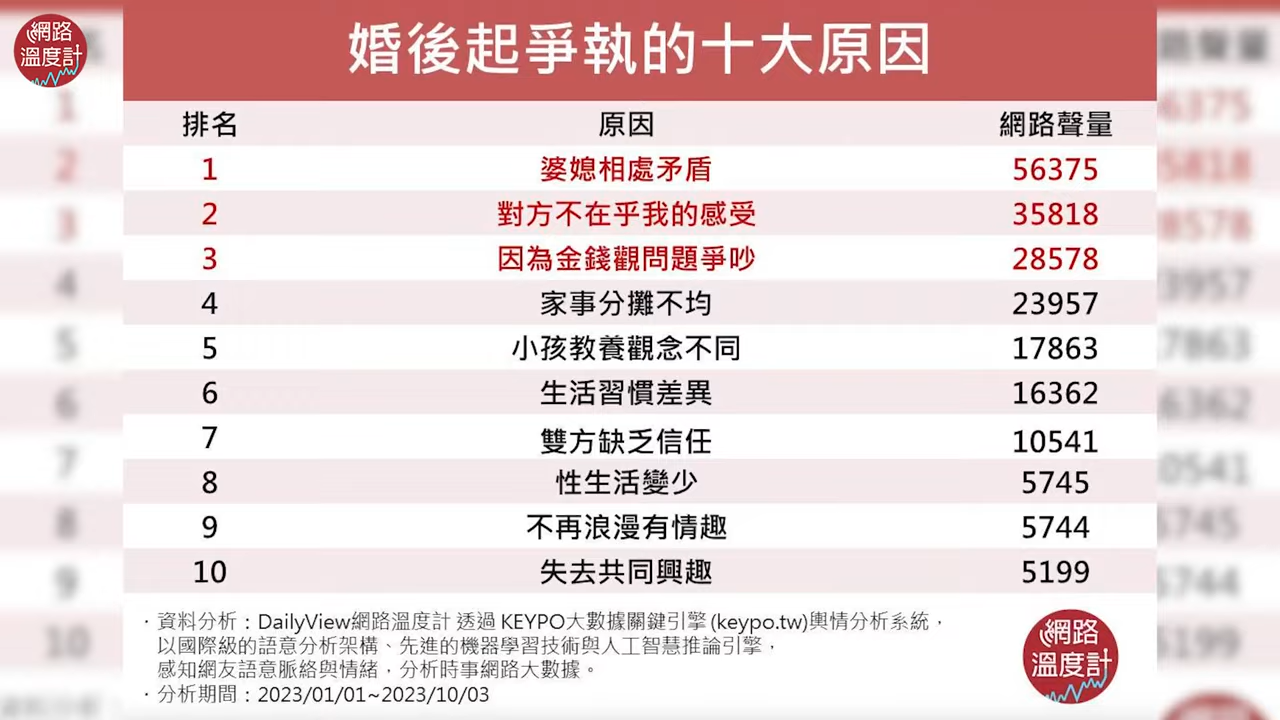 網路
溫度計
婚後起爭執的十大原因
排名 原因 網路聲量
1 婆媳相處矛盾 56375
2 對方不在乎我的感受 35818
3 因為金錢觀問題爭吵 28578
4 家事分攤不均 23957
5 小孩教養觀念不同 17863
6 生活習慣差異 16362
7 雙方缺乏信任 10541
8 性生活變少 5745
9 不再浪漫有情趣 5744
10 失去共同興趣 5199
．資料分析：DailyView網路溫度計 透過 KEYPO大數據關鍵引擎 (keypo.tw)輿情分析系統，
以國際級的語意分析架構、先進的機器學習技術與人工智慧推論引擎，
感知網友語意脈絡與情緒，分析時事網路大數據。
．分析期間：2023/01/01~2023/10/03
網路
溫度計